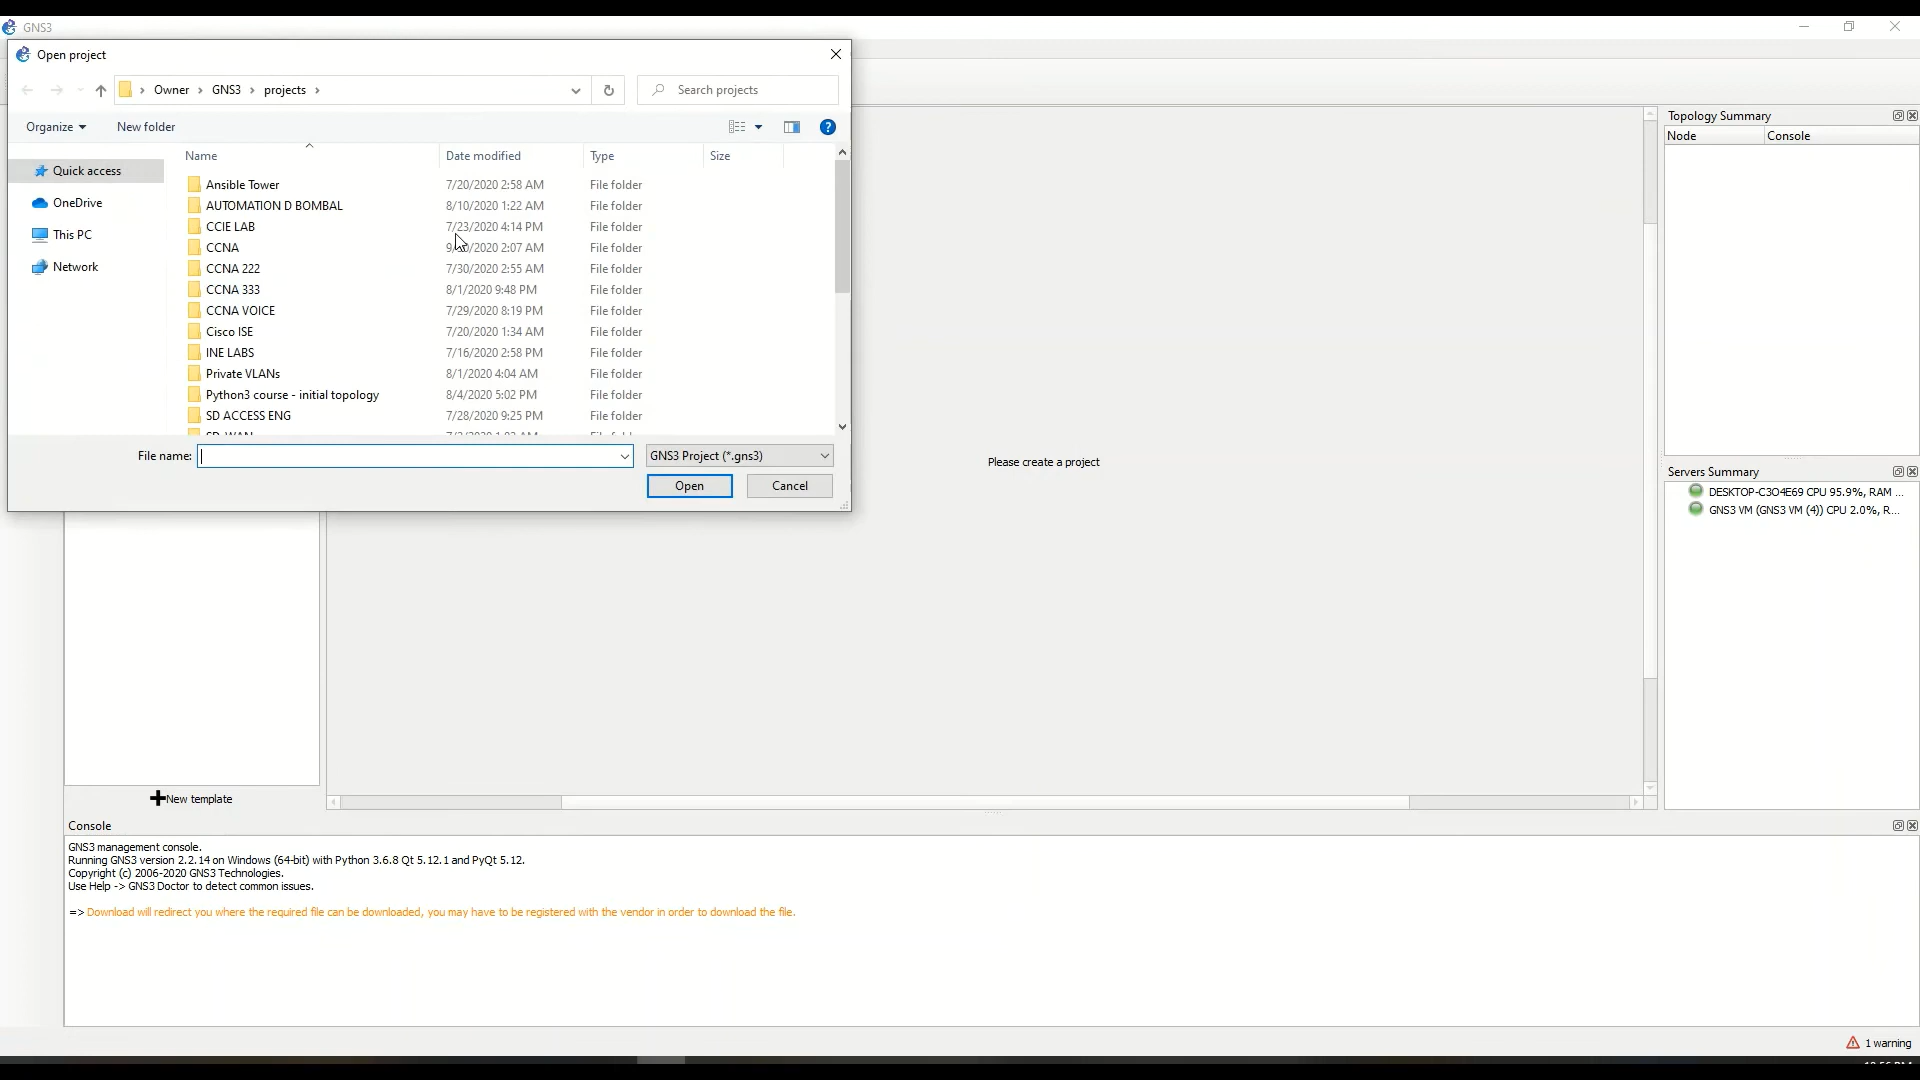 GNS3
Open project
Owner > GNS3 > projects >
Search projects
Organize
New folder
Name Date modified Type Size
Quick access
OneDrive
This PC
Network
Ansible Tower 7/20/2020 2:58 AM File folder
AUTOMATION D BOMBAL 8/10/2020 1:22 AM File folder
CCIE LAB 7/23/2020 4:14 PM File folder
CCNA /2020 2:07 AM File folder
CCNA 222 7/30/2020 2:55 AM File folder
CCNA 333 8/1/2020 9:48 PM File folder
CCNA VOICE 7/29/2020 8:19 PM File folder
Cisco ISE 7/20/2020 1:34 AM File folder
INE LABS 7/16/2020 2:58 PM File folder
Private VLANs 8/1/2020 4:04 AM File folder
Python3 course - initial topology 8/4/2020 5:02 PM File folder
SD ACCESS ENG 7/28/2020 9:25 PM File folder
File name:
GNS3 Project (*.gns3)
Open
Cancel
Please create a project
Topology Summary
Node Console
Servers Summary
DESKTOP-C3O4E69 CPU 95.9%, RAM ...
GNS3 VM (GNS3 VM (4)) CPU 2.0%, R...
New template
Console
GNS3 management console.
Running GNS3 version 2.2.14 on Windows (64-bit) with Python 3.6.8 Qt 5.12.1 and PyQt 5.12.
Copyright (c) 2006-2020 GNS3 Technologies.
Use Help -> GNS3 Doctor to detect common issues.
=> Download will redirect you where the required file can be downloaded, you may have to be registered with the vendor in order to download the file.
1 warning